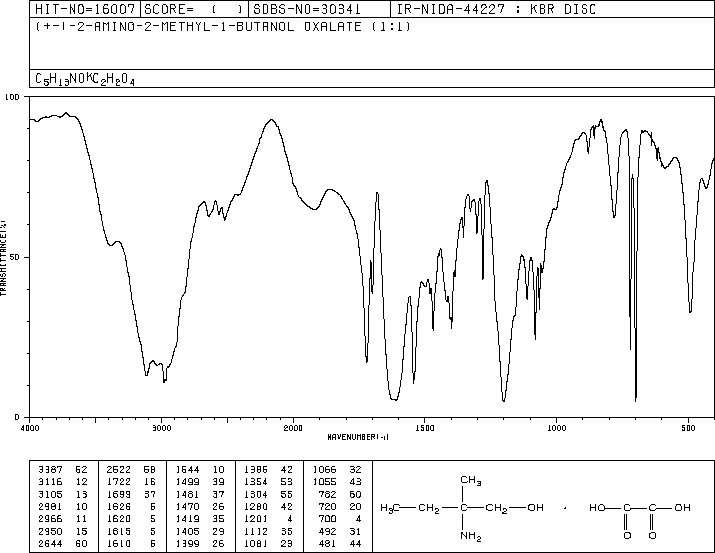 HIT-NO=16007 SCORE= ( ) SDBS-NO=30341 IR-NIDA-44227 : KBR DISC
(+-)-2-AMINO-2-METHYL-1-BUTANOL OXALATE (1:1)
C5H13NO*C2H2O4
100
50
0
TRANSMITTANCE(%)
4000 3000 2000 1500 1000 500
WAVENUMBER(-1)
3387 52 2522 58 1544 10 1386 42 1066 32
3116 12 1722 16 1499 39 1354 53 1055 43
3105 13 1699 37 1481 37 1304 55 782 60
2981 10 1626 5 1470 26 1280 42 720 20
2966 11 1620 5 1419 35 1201 4 700 4
2950 15 1615 5 1405 29 1112 35 492 31
2644 60 1610 5 1399 26 1081 23 481 44
CH3
H3C CH2 C CH2 OH · HO C C OH
NH2 O O